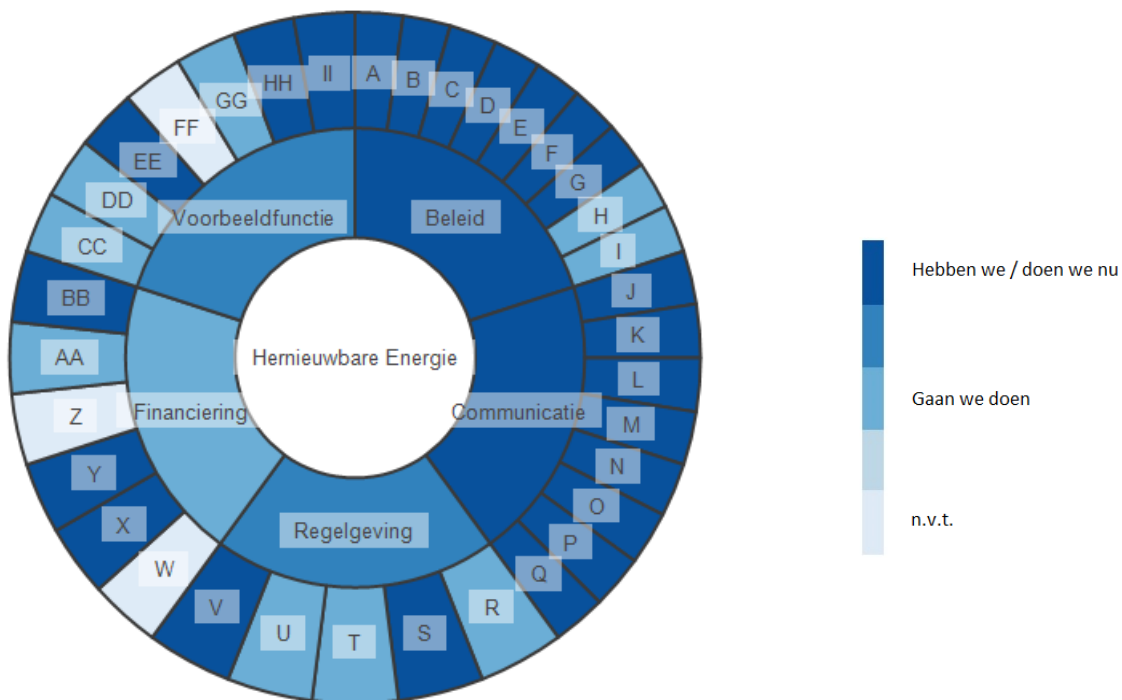 A
B
C
D
E
F
G
H
I
J
K
L
M
N
O
P
Q
R
S
T
U
V
W
X
Y
Z
AA
BB
CC
DD
EE
FF
GG
HH
II
Voorbeeldfunctie
Beleid
Hernieuwbare Energie
Financiering
Communicatie
Regelgeving
Hebben we / doen we nu
Gaan we doen
n.v.t.